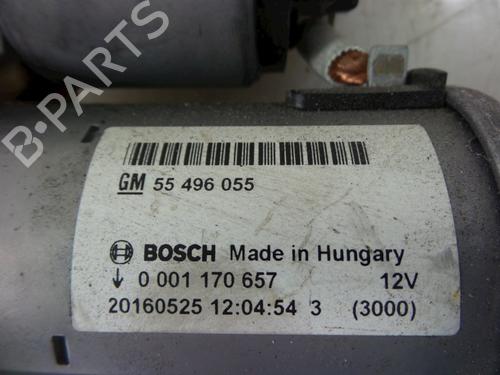 B-PARTS
GM 55 496 055
BOSCH Made in Hungary
0 001 170 657 12V
20160525 12:04:54 3 (3000)